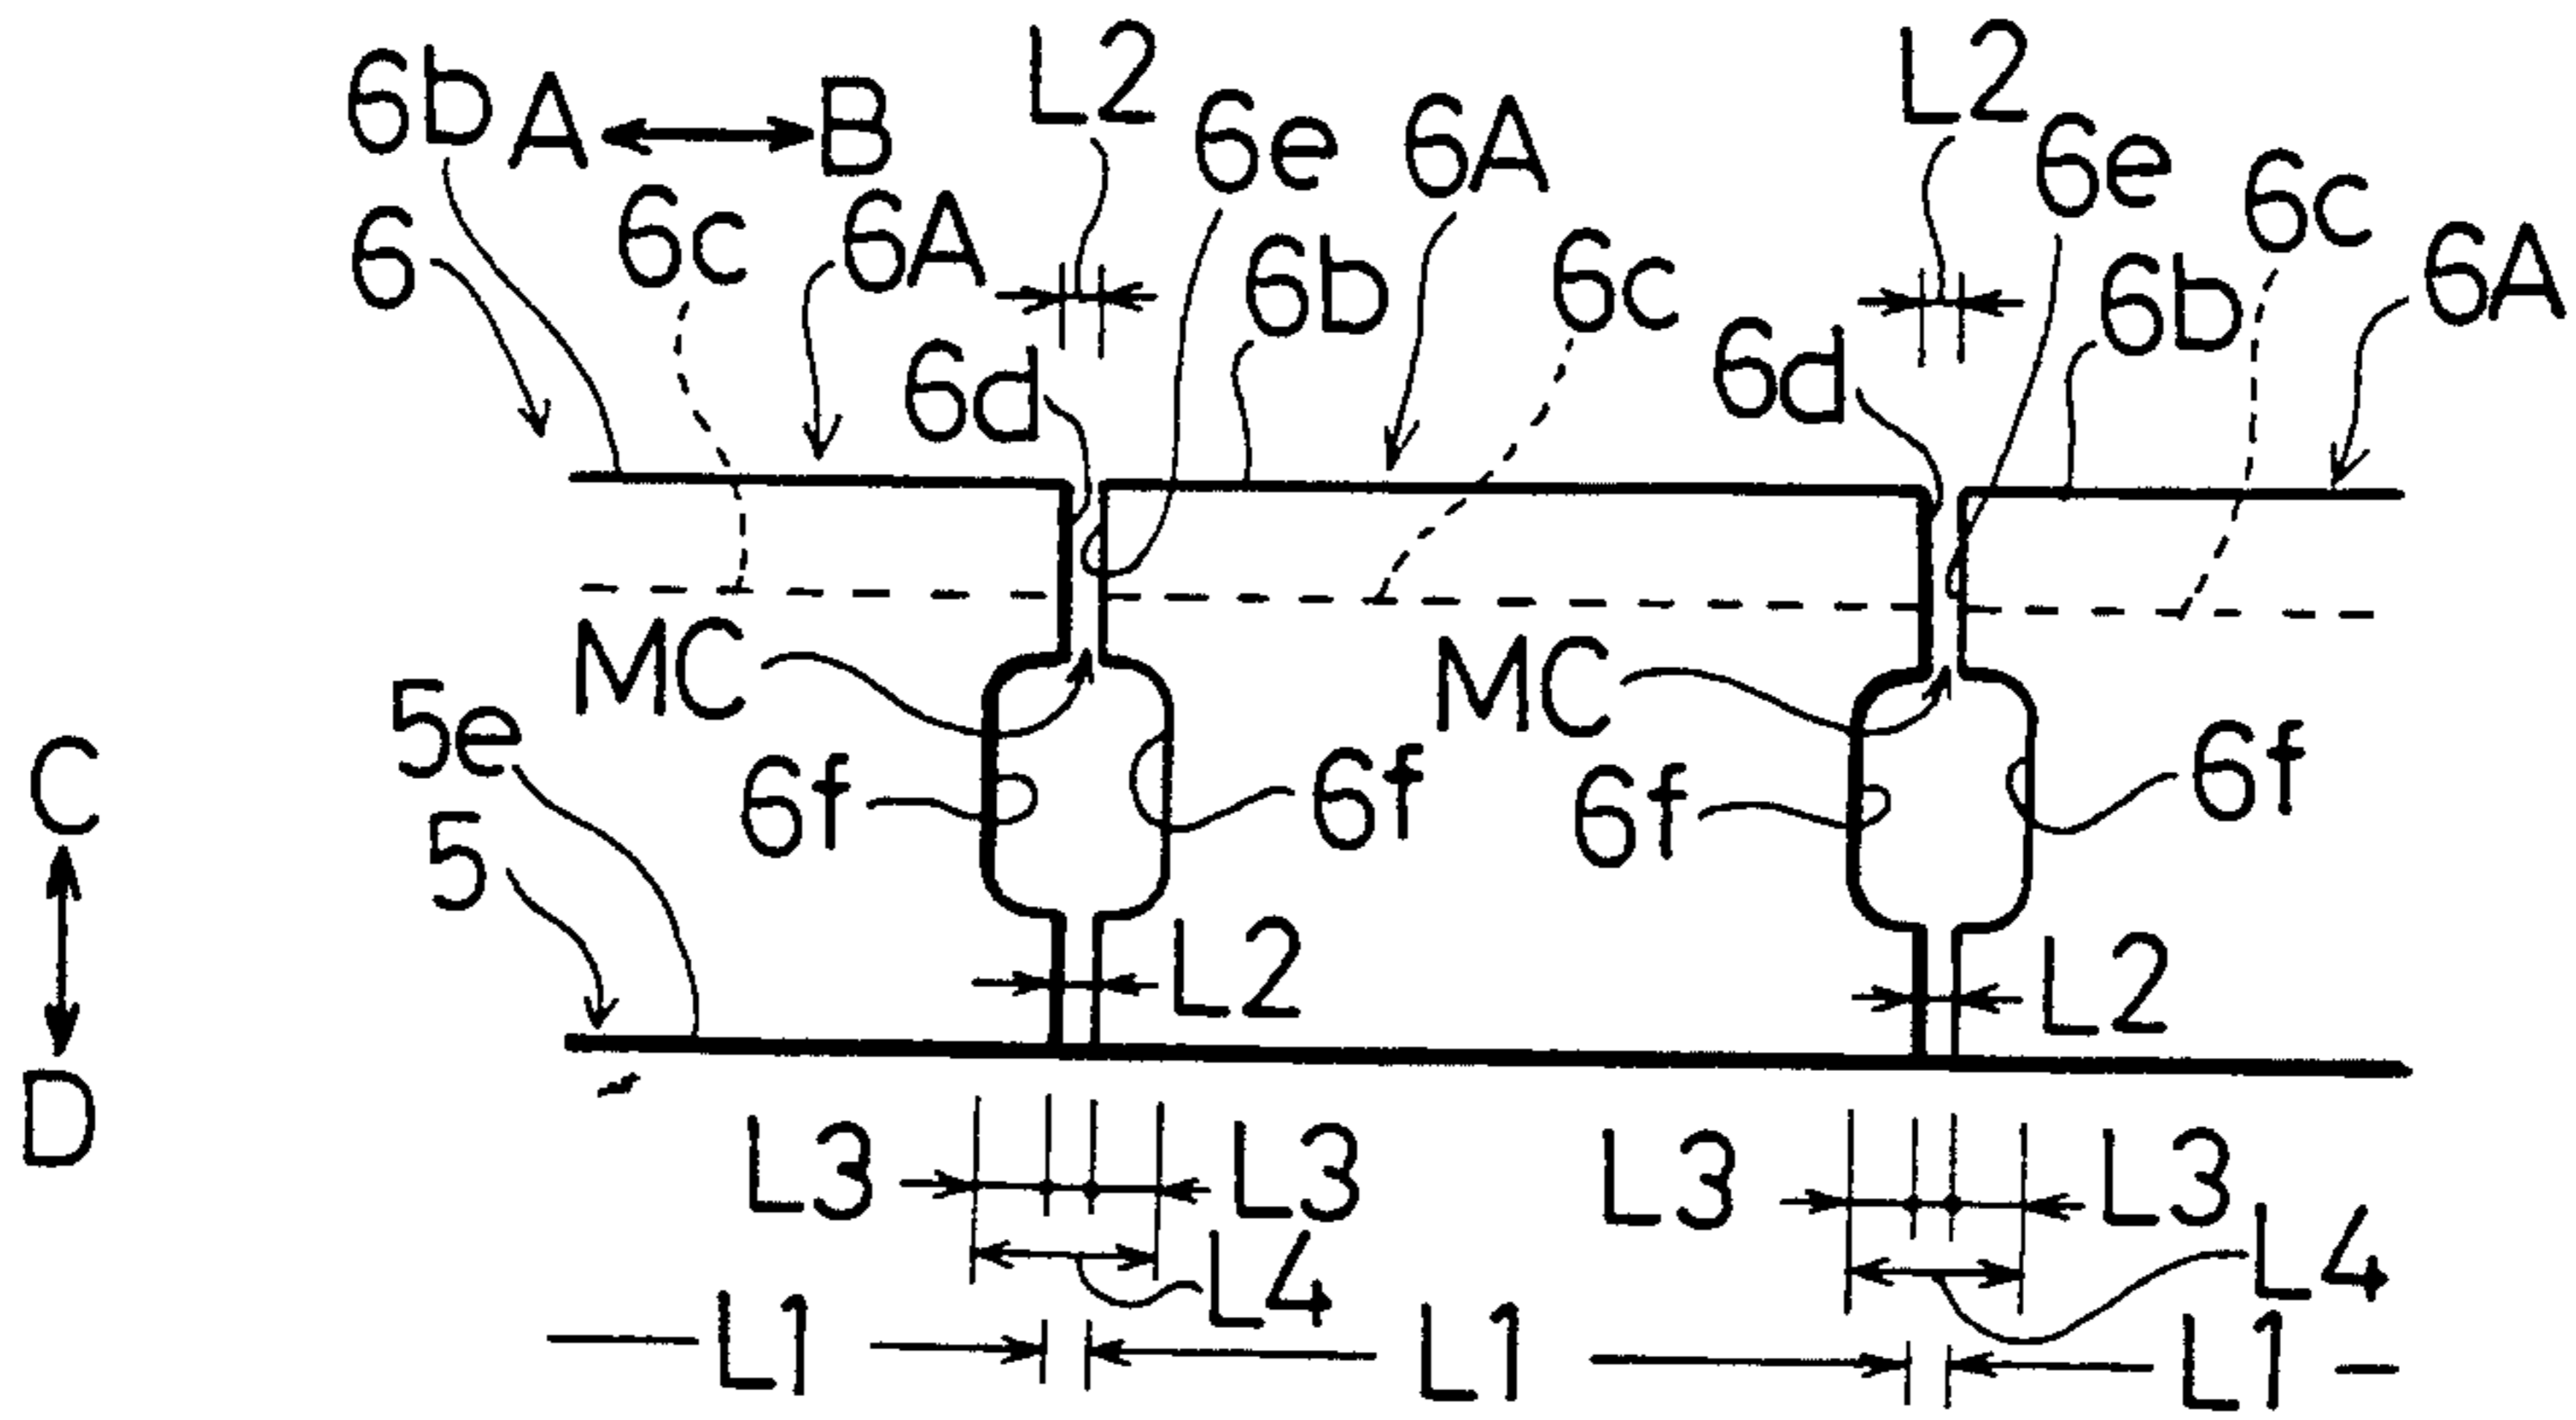 6b A B L2 6e 6A L2 6e 6c
6 6c 6A 6b 6c 6b 6A
6d 6d
MC MC
5e 6f 6f 6f 6f
C 5
L2 L2
D
L3 L3 L3 L3
L4 L4
L1 L1 L1